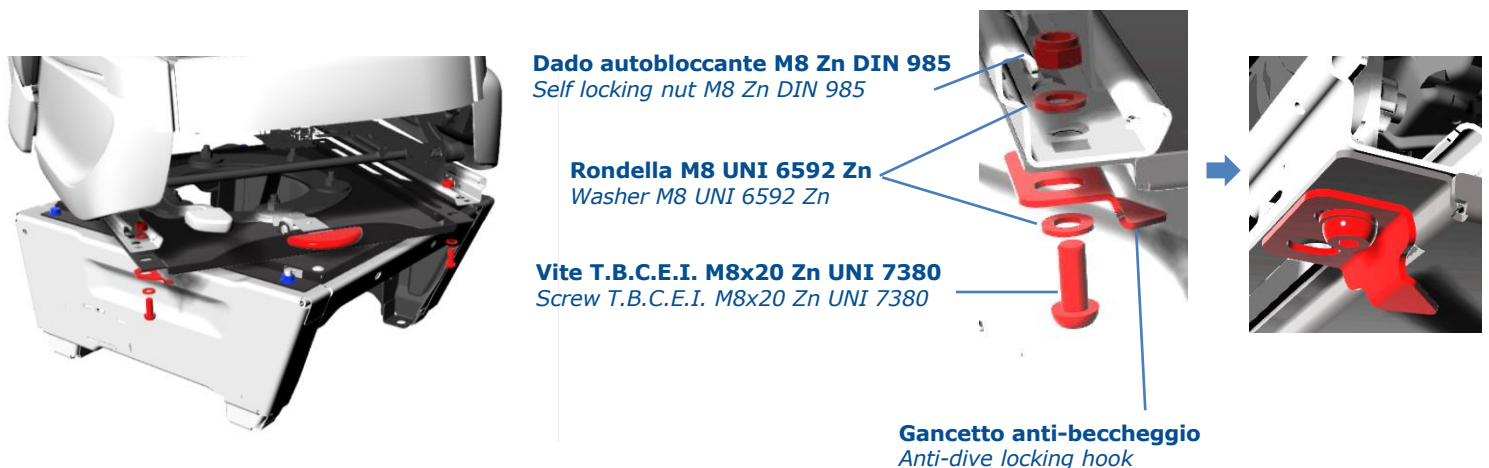 Dado autobloccante M8 Zn DIN 985
Self locking nut M8 Zn DIN 985
Rondella M8 UNI 6592 Zn
Washer M8 UNI 6592 Zn
Vite T.B.C.E.I. M8x20 Zn UNI 7380
Screw T.B.C.E.I. M8x20 Zn UNI 7380
Gancetto anti-beccheggio
Anti-dive locking hook